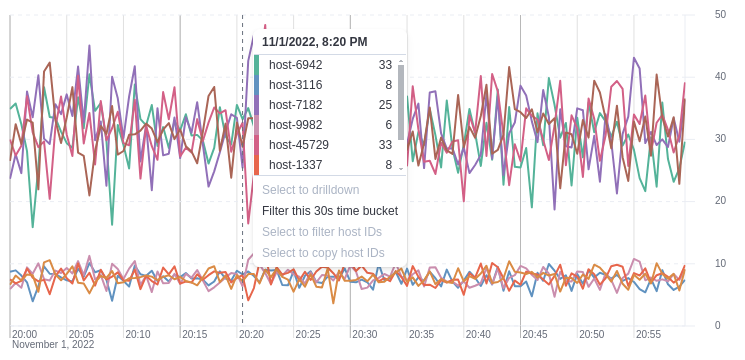 50
11/1/2022, 8:20 PM
host-6942 33
host-3116 8
40
host-7182 25
host-9982 6
host-45729 33
30
host-1337 8
Select to drilldown
20
Filter this 30s time bucket
Select to filter host IDs
Select to copy host IDs
10
0
20:00 20:05 20:10 20:15 20:20 20:25 20:30 20:35 20:40 20:45 20:50 20:55
November 1, 2022